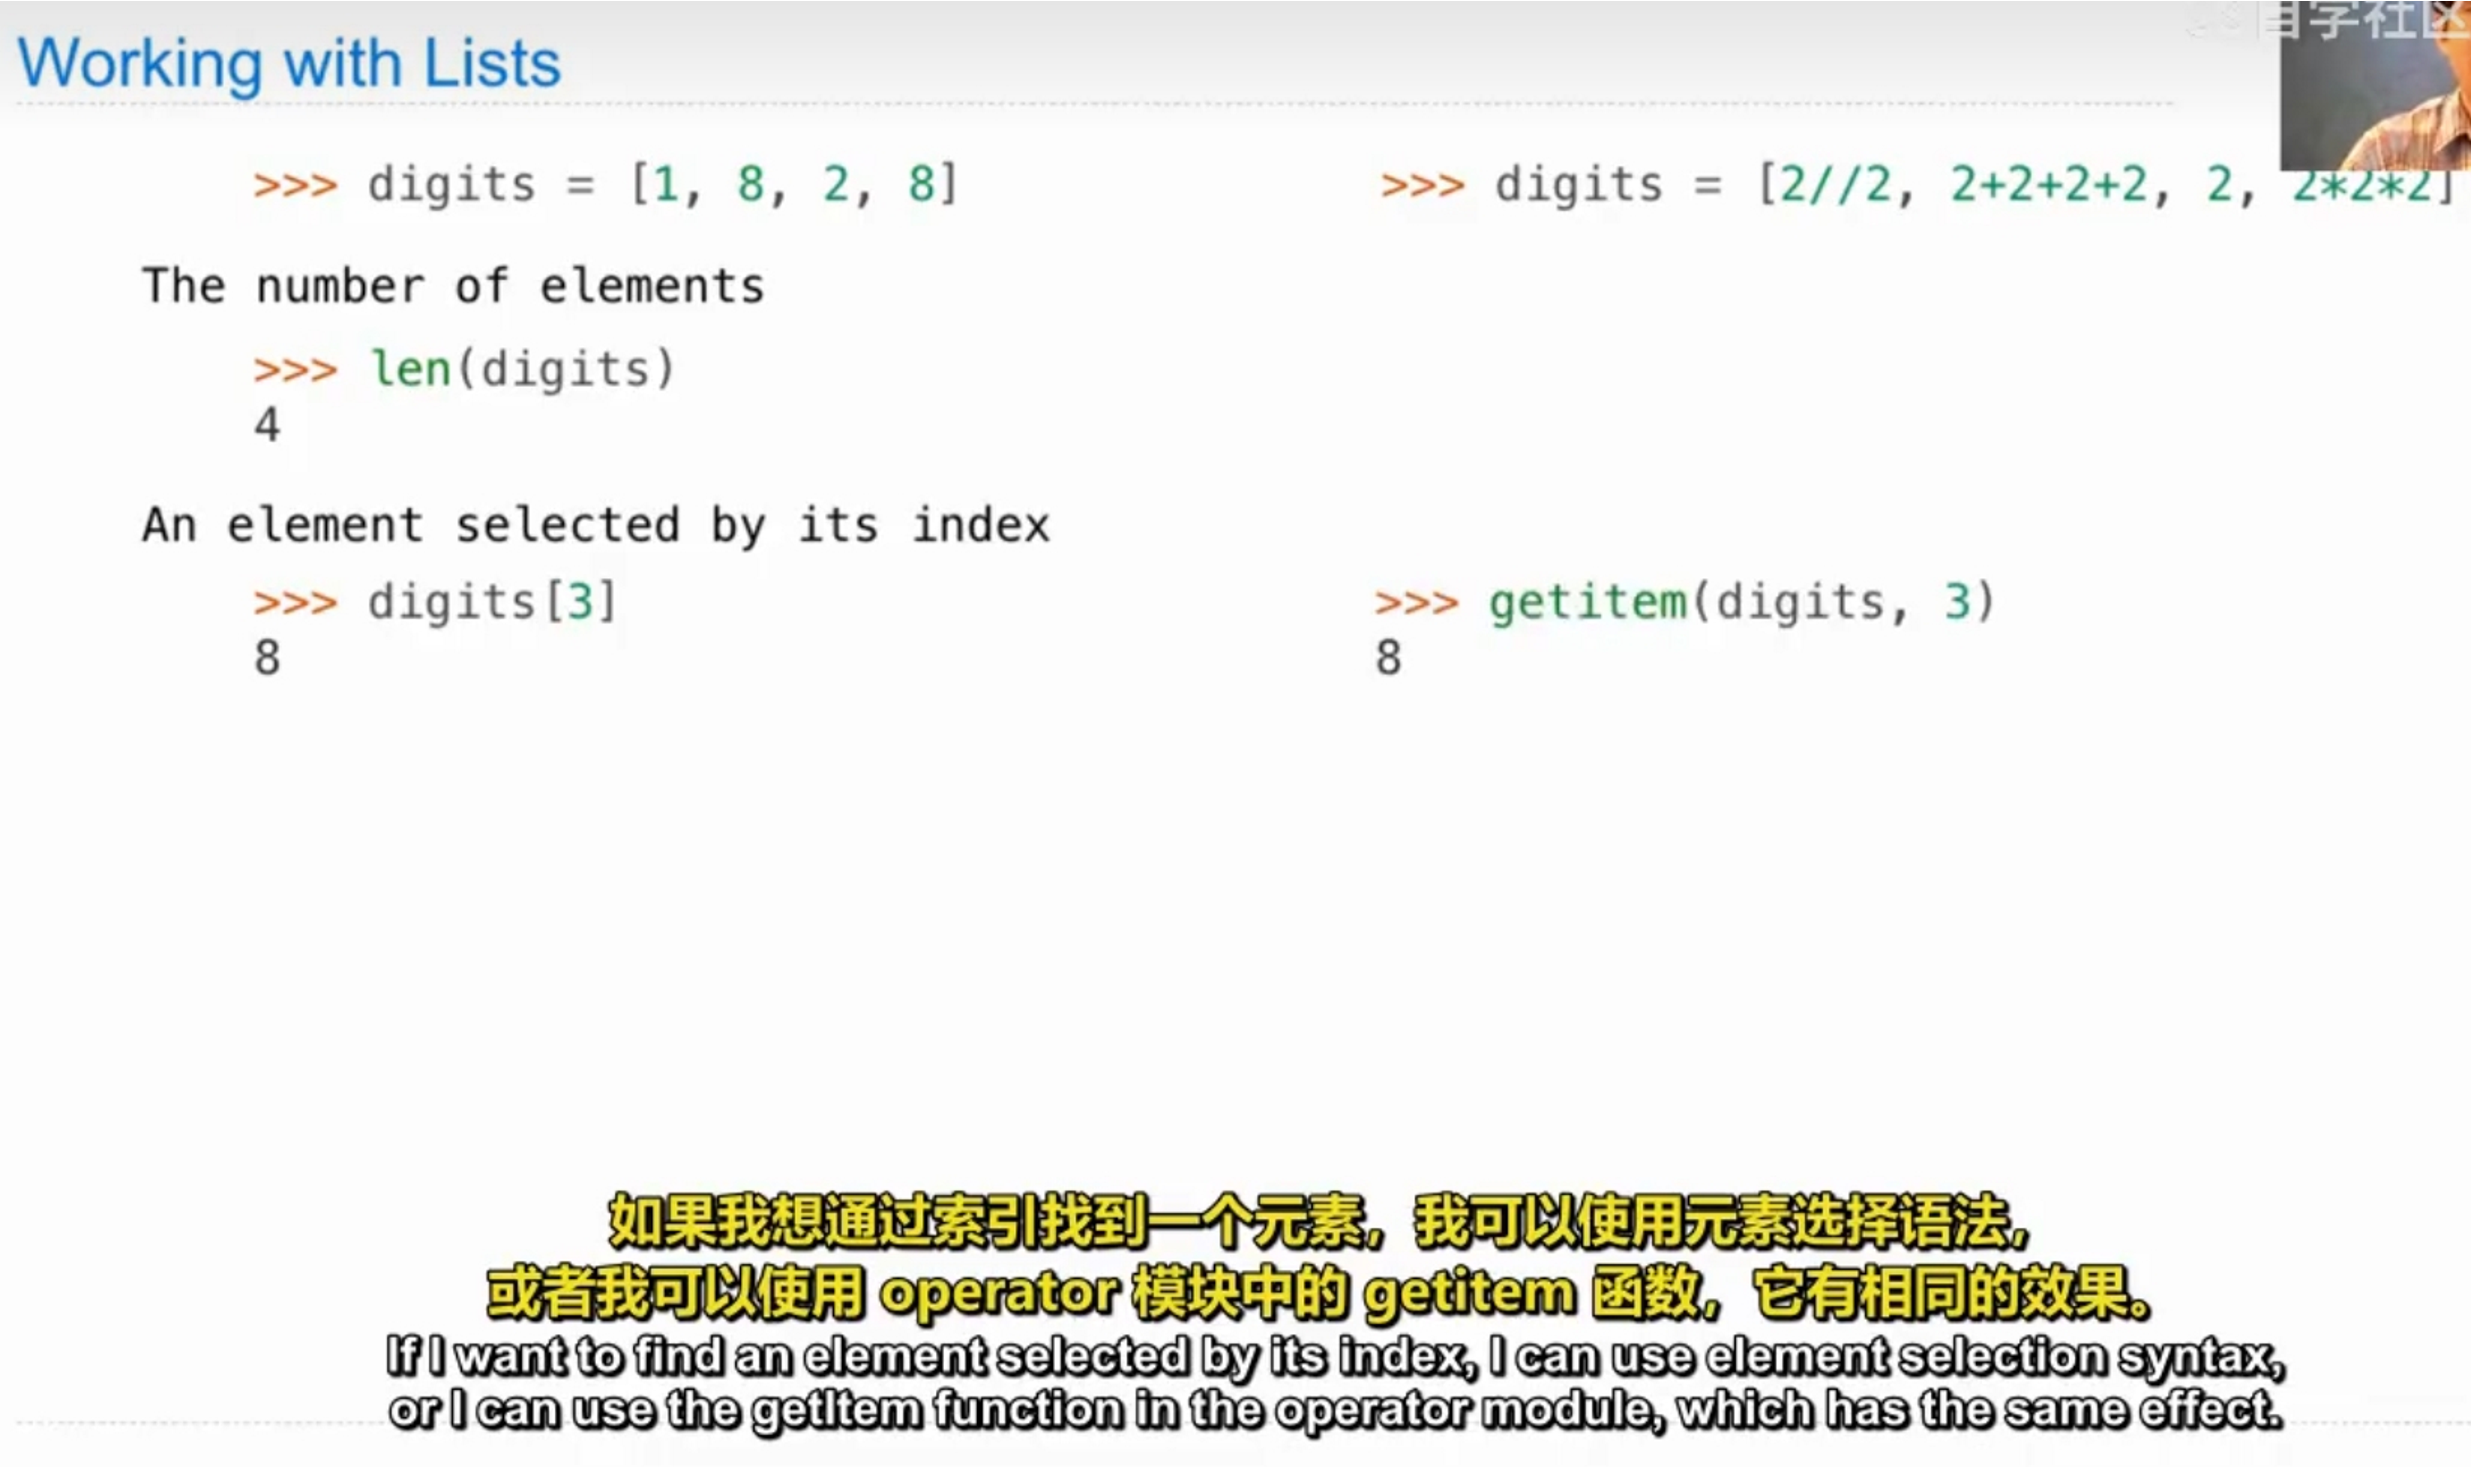 Working with Lists
自学社区
>>> digits = [1, 8, 2, 8]
>>> digits = [2//2, 2+2+2+2, 2, 2*2*2]
The number of elements
>>> len(digits)
4
An element selected by its index
>>> digits[3]
8
>>> getitem(digits, 3)
8
如果我想通过索引找到一个元素，我可以使用元素选择语法，
或者我可以使用 operator 模块中的 getitem 函数，它有相同的效果。
If I want to find an element selected by its index, I can use element selection syntax,
or I can use the getItem function in the operator module, which has the same effect.